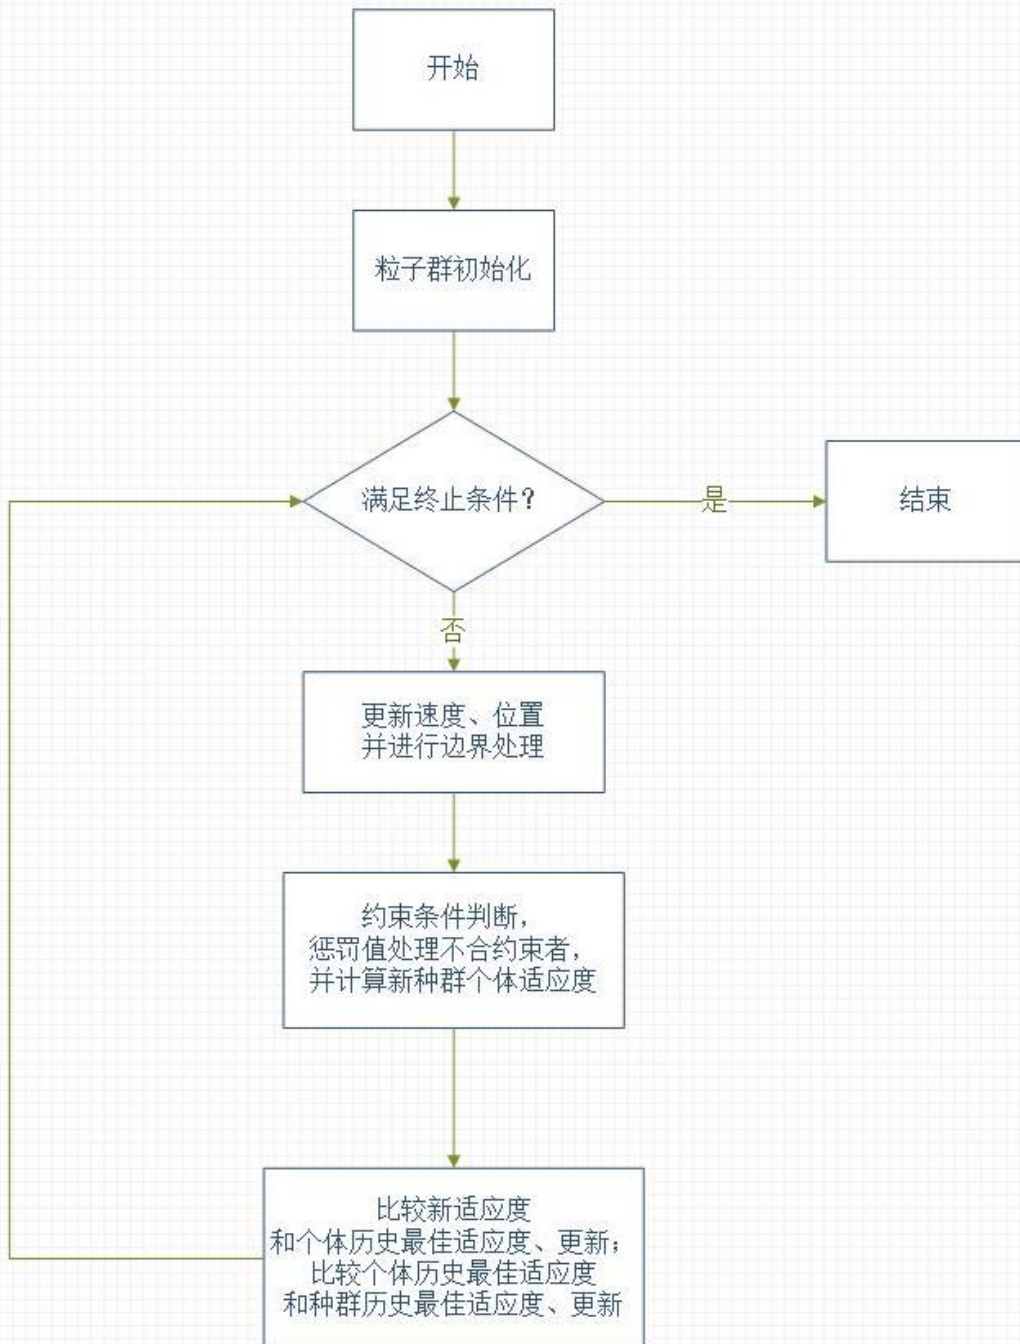 开始
粒子群初始化
满足终止条件？
是
结束
否
更新速度、位置
并进行边界处理
约束条件判断，
惩罚值处理不合约束者，
并计算新种群个体适应度
比较新适应度
和个体历史最佳适应度、更新；
比较个体历史最佳适应度
和种群历史最佳适应度、更新